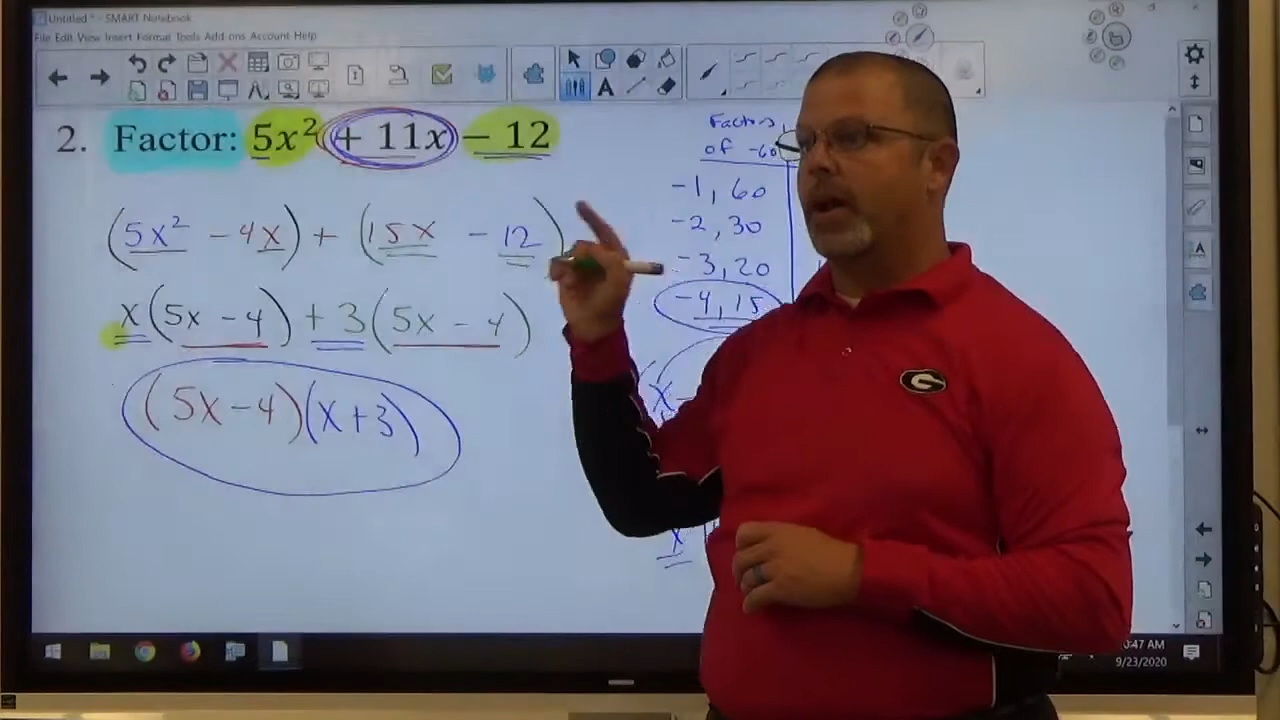 Untitled * - SMART Notebook
File Edit View Insert Format Tools Add-ons Account Help
2. Factor: 5x² + 11x − 12
(5x² - 4x) + (15x - 12)
x(5x - 4) + 3(5x - 4)
(5x - 4)(x + 3)
Factors
of -60
-1, 60
-2, 30
-3, 20
-4, 15
x
x
G
:47 AM
9/23/2020